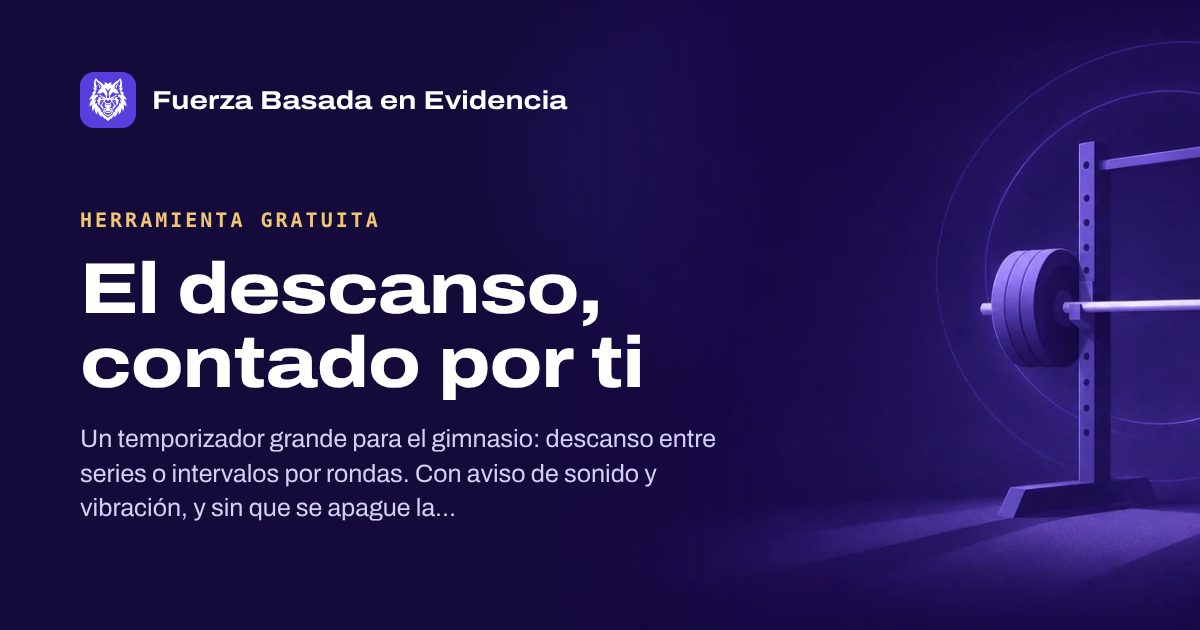 Fuerza Basada en Evidencia
HERRAMIENTA GRATUITA
El descanso,
contado por ti
Un temporizador grande para el gimnasio: descanso entre
series o intervalos por rondas. Con aviso de sonido y
vibración, y sin que se apague la...